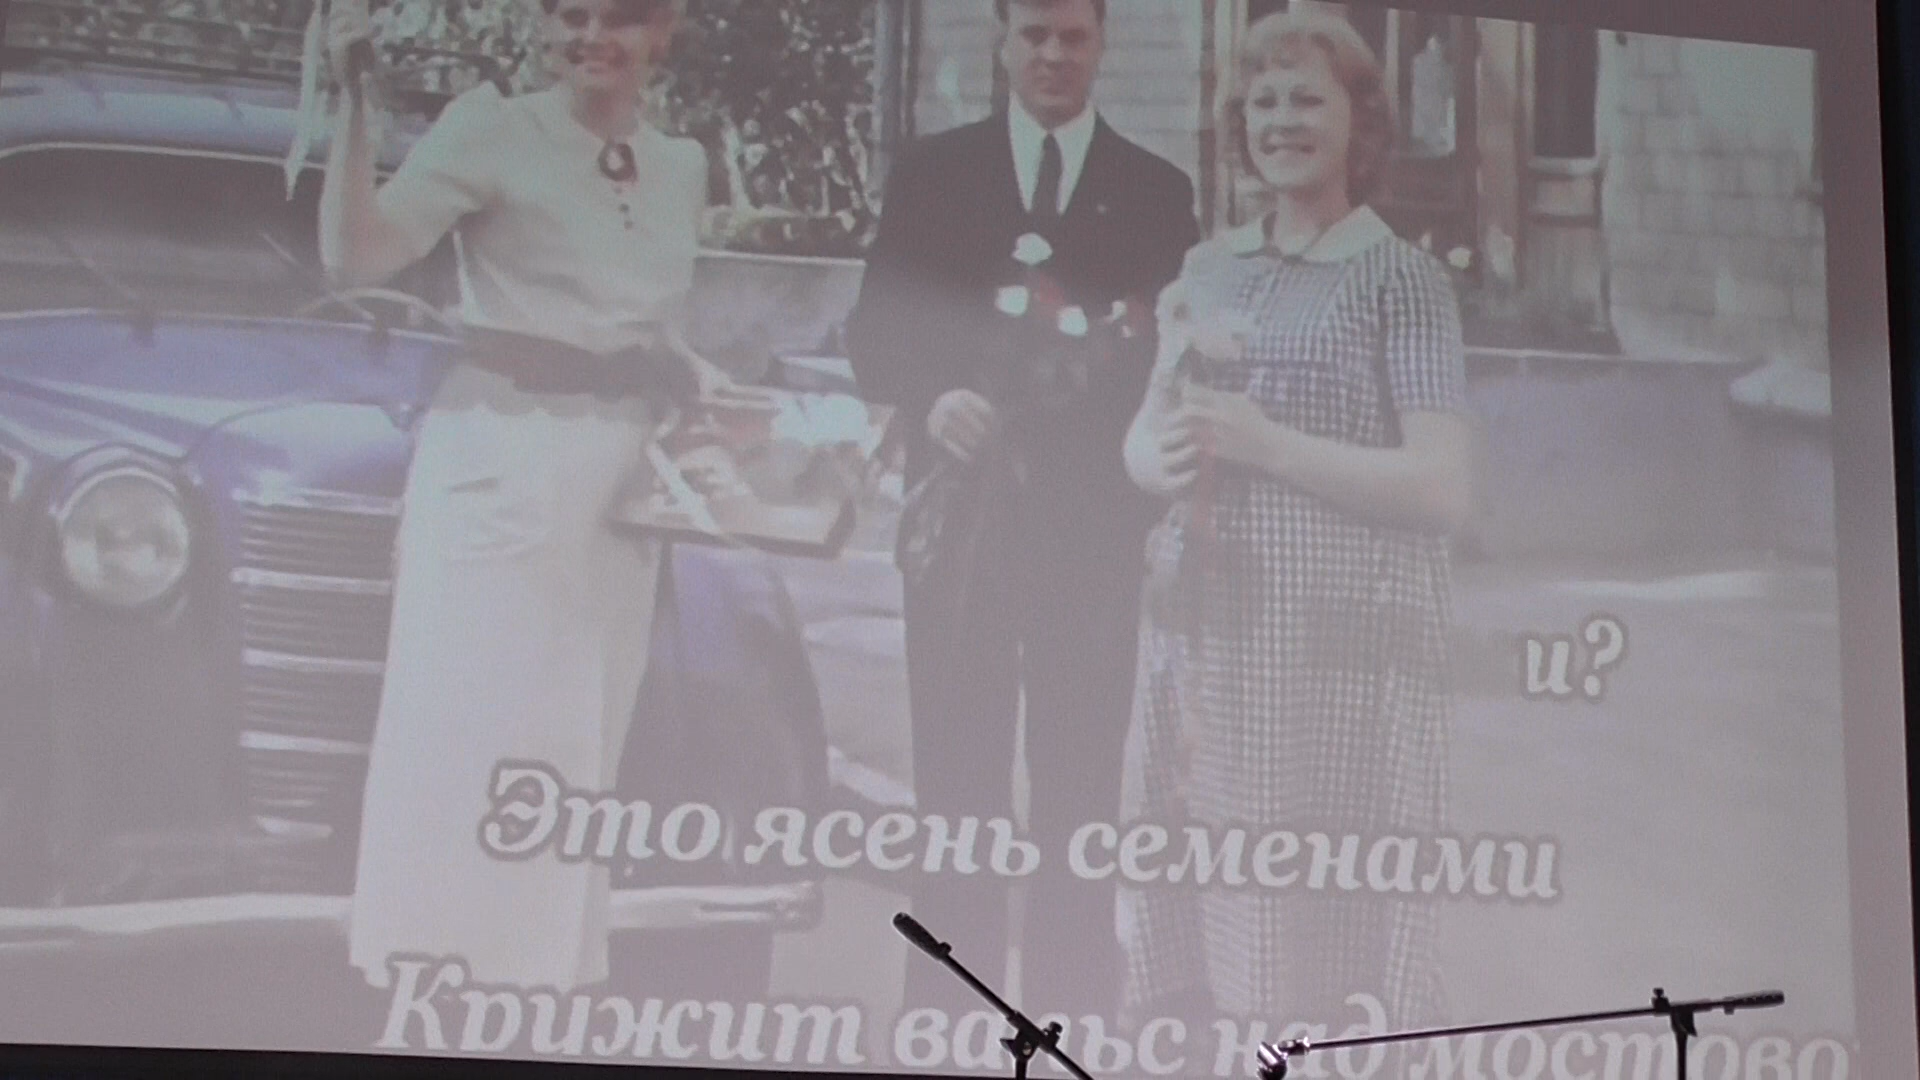 и?
Это ясень семенами
Кружит вальс над мостово